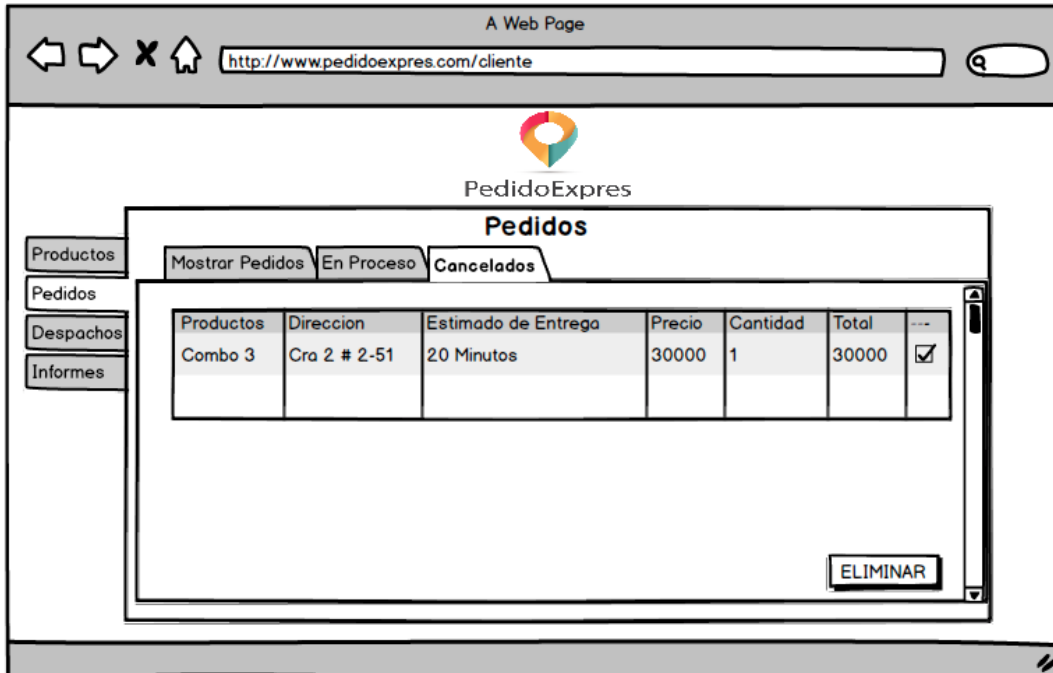 A Web Page
http://www.pedidoexpres.com/cliente
PedidoExpres
Pedidos
Productos
Pedidos
Despachos
Informes
Mostrar Pedidos En Proceso Cancelados
Productos Direccion Estimado de Entrega Precio Cantidad Total ---
Combo 3 Cra 2 # 2-51 20 Minutos 30000 1 30000
ELIMINAR